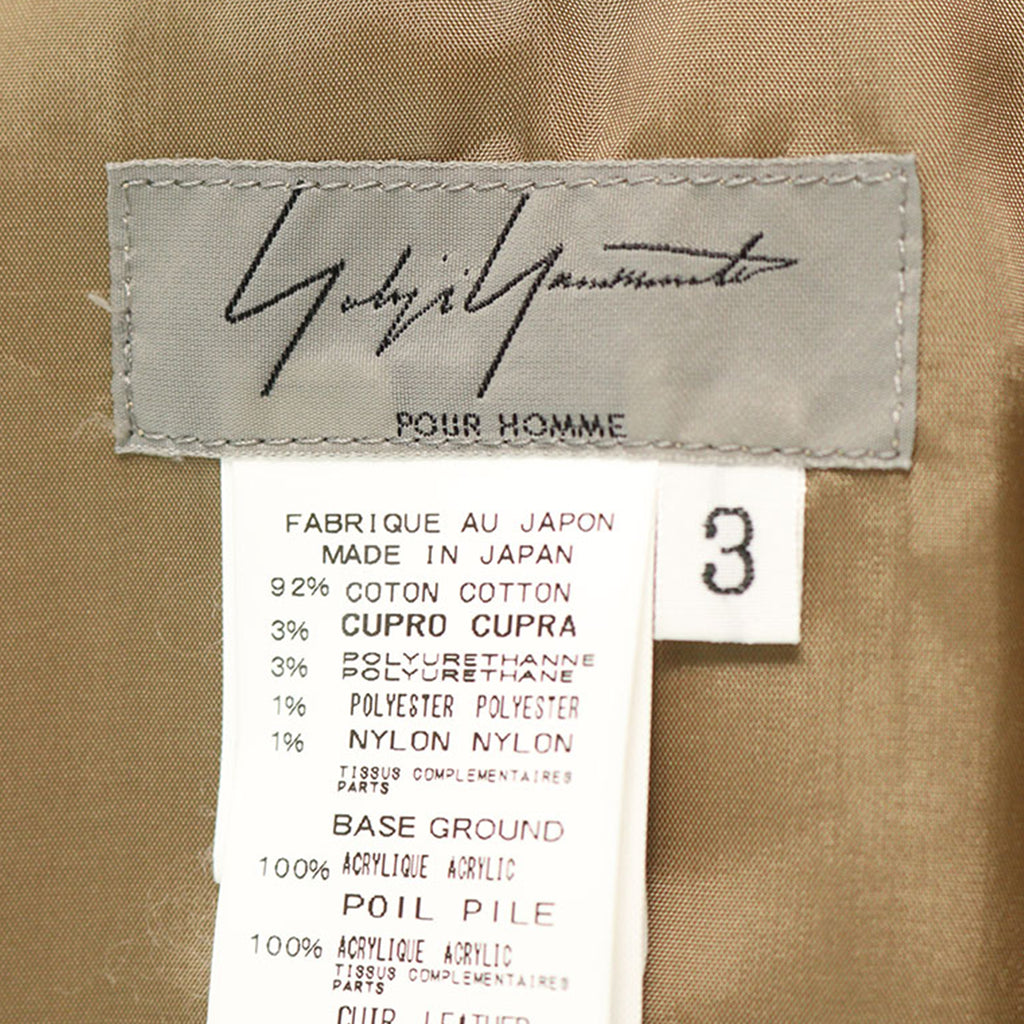 Yohji Yamamoto
POUR HOMME
3
FABRIQUE AU JAPON
MADE IN JAPAN
92% COTON COTTON
3% CUPRO CUPRA
3% POLYURETHANNE
POLYURETHANE
1% POLYESTER POLYESTER
1% NYLON NYLON
TISSUS COMPLEMENTAIRES
PARTS
BASE GROUND
100% ACRYLIQUE ACRYLIC
POIL PILE
100% ACRYLIQUE ACRYLIC
TISSUS COMPLEMENTAIRES
PARTS
CUIR LEATHER